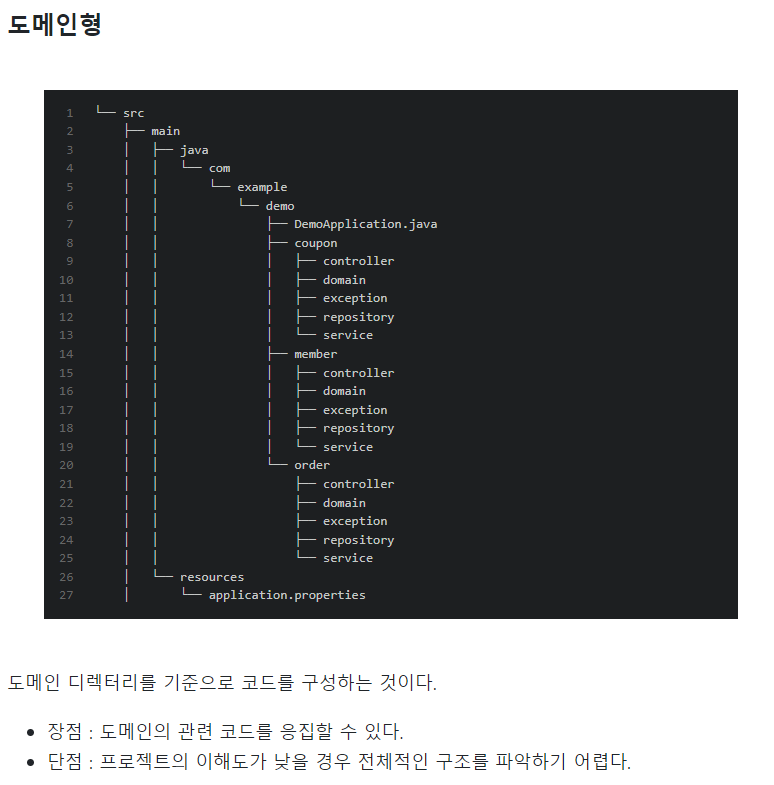 도메인형
1 └── src
2     ├── main
3     │   ├── java
4     │   │   └── com
5     │   │       └── example
6     │   │           └── demo
7     │   │               ├── DemoApplication.java
8     │   │               ├── coupon
9     │   │               │   ├── controller
10     │   │               │   ├── domain
11     │   │               │   ├── exception
12     │   │               │   ├── repository
13     │   │               │   └── service
14     │   │               ├── member
15     │   │               │   ├── controller
16     │   │               │   ├── domain
17     │   │               │   ├── exception
18     │   │               │   ├── repository
19     │   │               │   └── service
20     │   │               └── order
21     │   │                   ├── controller
22     │   │                   ├── domain
23     │   │                   ├── exception
24     │   │                   ├── repository
25     │   │                   └── service
26     │   └── resources
27     │       └── application.properties
도메인 디렉터리를 기준으로 코드를 구성하는 것이다.
• 장점 : 도메인의 관련 코드를 응집할 수 있다.
• 단점 : 프로젝트의 이해도가 낮을 경우 전체적인 구조를 파악하기 어렵다.